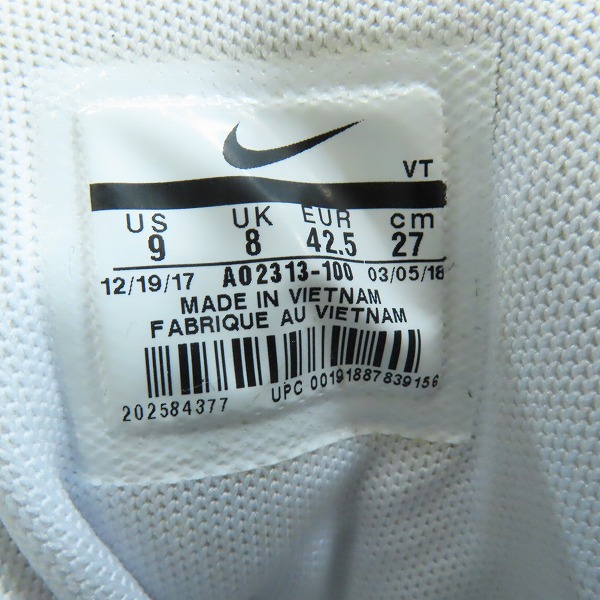 VT
US UK EUR cm
9 8 42.5 27
12/19/17 AO2313-100 03/05/18
MADE IN VIETNAM
FABRIQUE AU VIETNAM
202584377 UPC 00191887839156